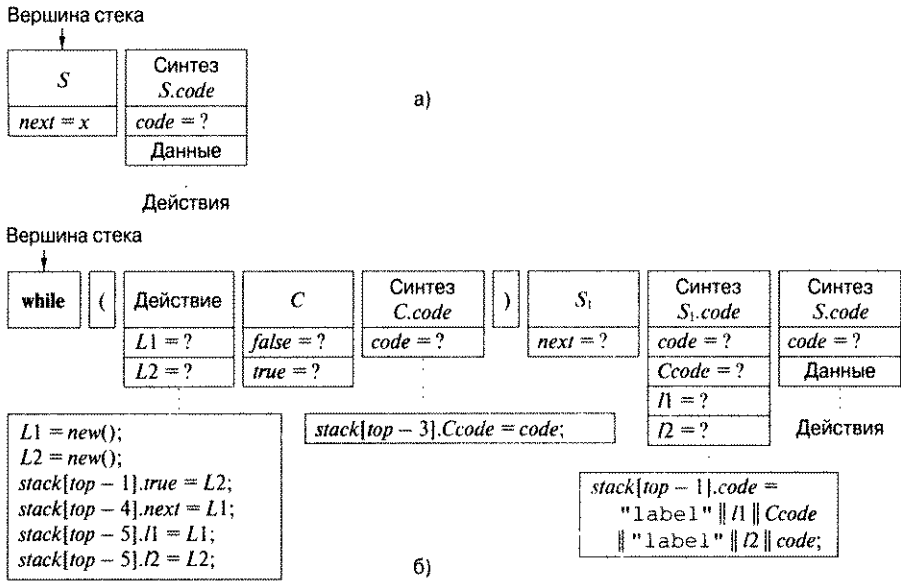 Вершина стека
S
next = x
Синтез
S.code
code = ?
Данные
Действия
а)
Вершина стека
while
(
Действие
L1 = ?
L2 = ?
C
false = ?
true = ?
Синтез
C.code
code = ?
)
S₁
next = ?
Синтез
S₁.code
code = ?
Ccode = ?
l1 = ?
l2 = ?
Синтез
S.code
code = ?
Данные
Действия
L1 = new();
L2 = new();
stack[top − 1].true = L2;
stack[top − 4].next = L1;
stack[top − 5].l1 = L1;
stack[top − 5].l2 = L2;
stack[top − 3].Ccode = code;
stack[top − 1].code =
"label" || l1 || Ccode
|| "label" || l2 || code;
б)